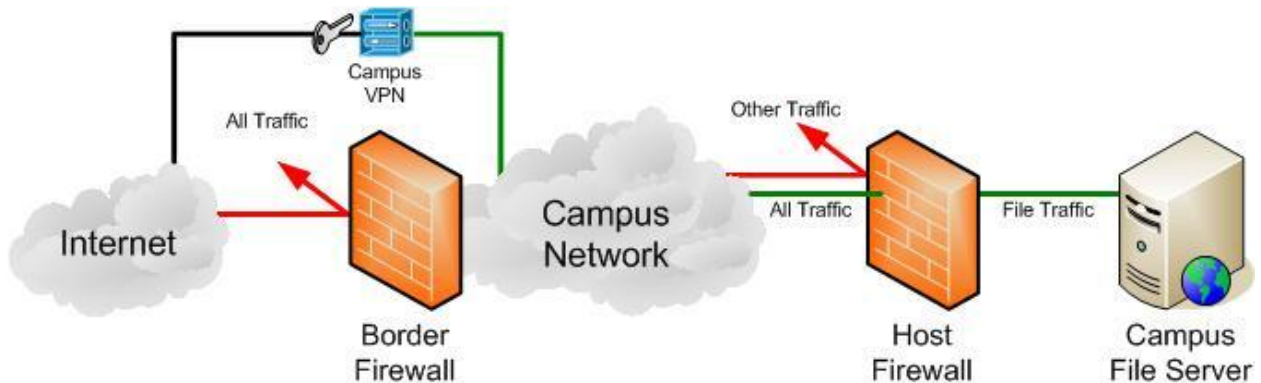 Campus
VPN
All Traffic
Other Traffic
Internet
Campus
Network
All Traffic
File Traffic
Border
Firewall
Host
Firewall
Campus
File Server